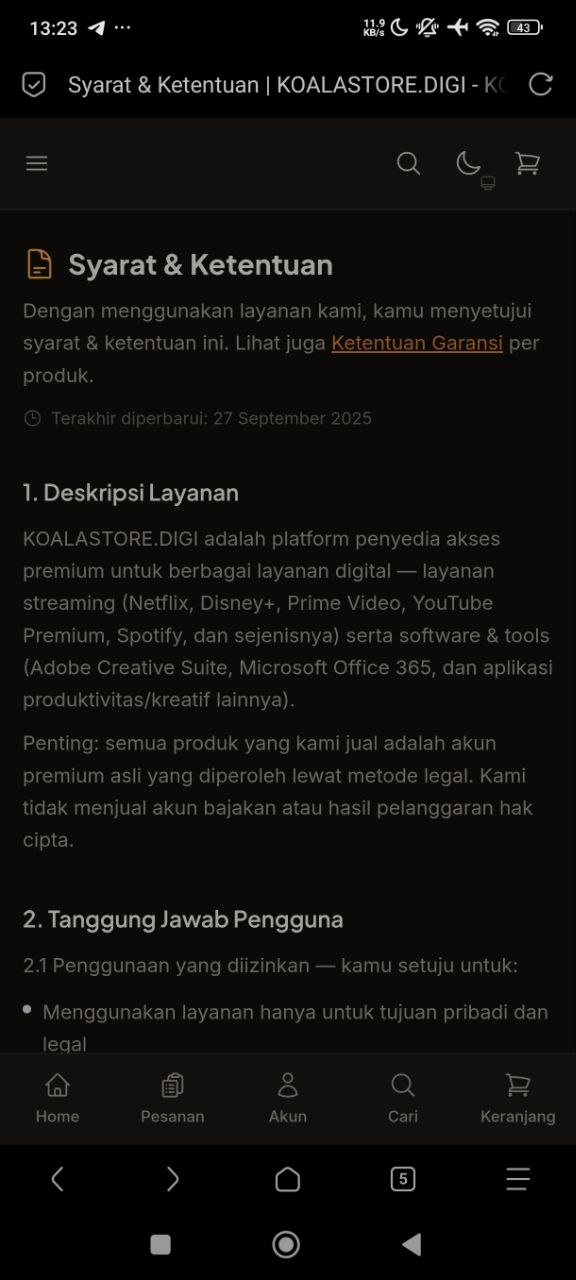 13:23
11.9
KB/s
43
Syarat & Ketentuan | KOALASTORE.DIGI - KO
Syarat & Ketentuan
Dengan menggunakan layanan kami, kamu menyetujui
syarat & ketentuan ini. Lihat juga Ketentuan Garansi per
produk.
Terakhir diperbarui: 27 September 2025
1. Deskripsi Layanan
KOALASTORE.DIGI adalah platform penyedia akses
premium untuk berbagai layanan digital — layanan
streaming (Netflix, Disney+, Prime Video, YouTube
Premium, Spotify, dan sejenisnya) serta software & tools
(Adobe Creative Suite, Microsoft Office 365, dan aplikasi
produktivitas/kreatif lainnya).
Penting: semua produk yang kami jual adalah akun
premium asli yang diperoleh lewat metode legal. Kami
tidak menjual akun bajakan atau hasil pelanggaran hak
cipta.
2. Tanggung Jawab Pengguna
2.1 Penggunaan yang diizinkan — kamu setuju untuk:
• Menggunakan layanan hanya untuk tujuan pribadi dan
legal
Home Pesanan Akun Cari Keranjang
5